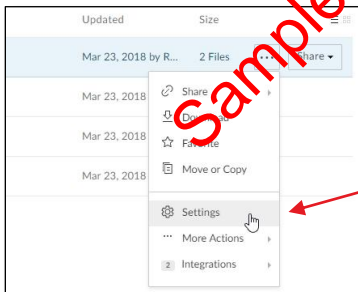 Updated Size
Mar 23, 2018 by R... 2 Files ... Share
Mar 23, 2018
Share
Download
Mar 23, 2018
Favorite
Mar 23, 2018
Move or Copy
Settings
More Actions
2 Integrations
Sample